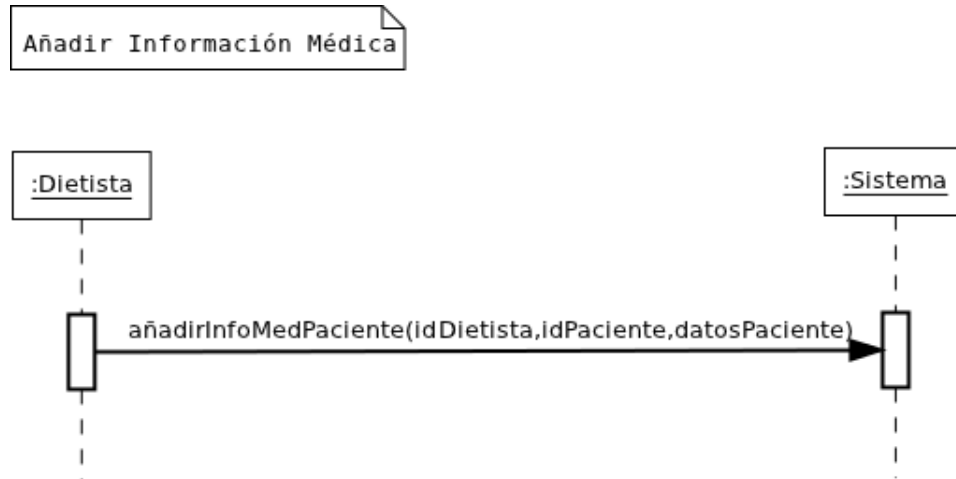 Añadir Información Médica
:Dietista
:Sistema
añadirInfoMedPaciente(idDietista,idPaciente,datosPaciente)